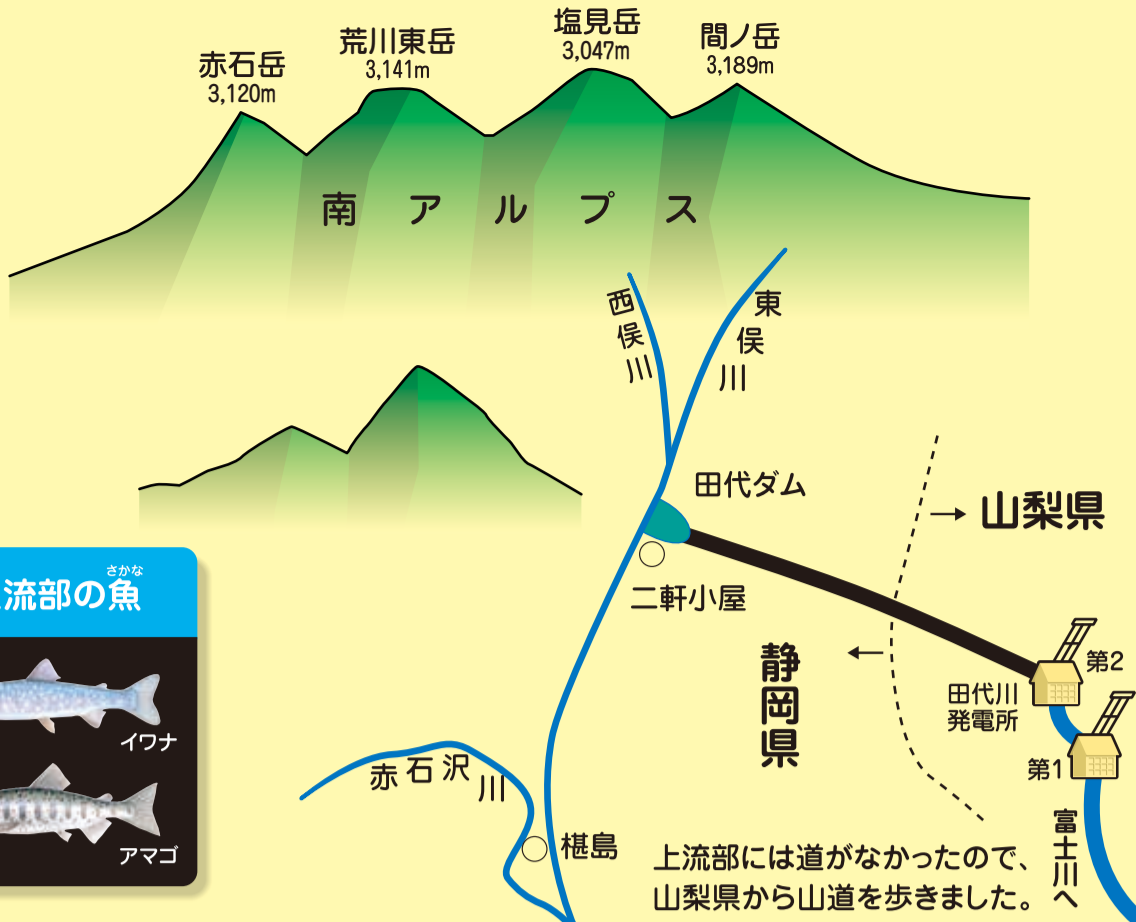 赤石岳
3,120m
荒川東岳
3,141m
塩見岳
3,047m
間ノ岳
3,189m
南アルプス
西俣川
東俣川
田代ダム
二軒小屋
山梨県
静岡県
第2
田代川
発電所
第1
富士川へ
流部の魚
さかな
イワナ
アマゴ
赤石沢川
椹島
上流部には道がなかったので、
山梨県から山道を歩きました。